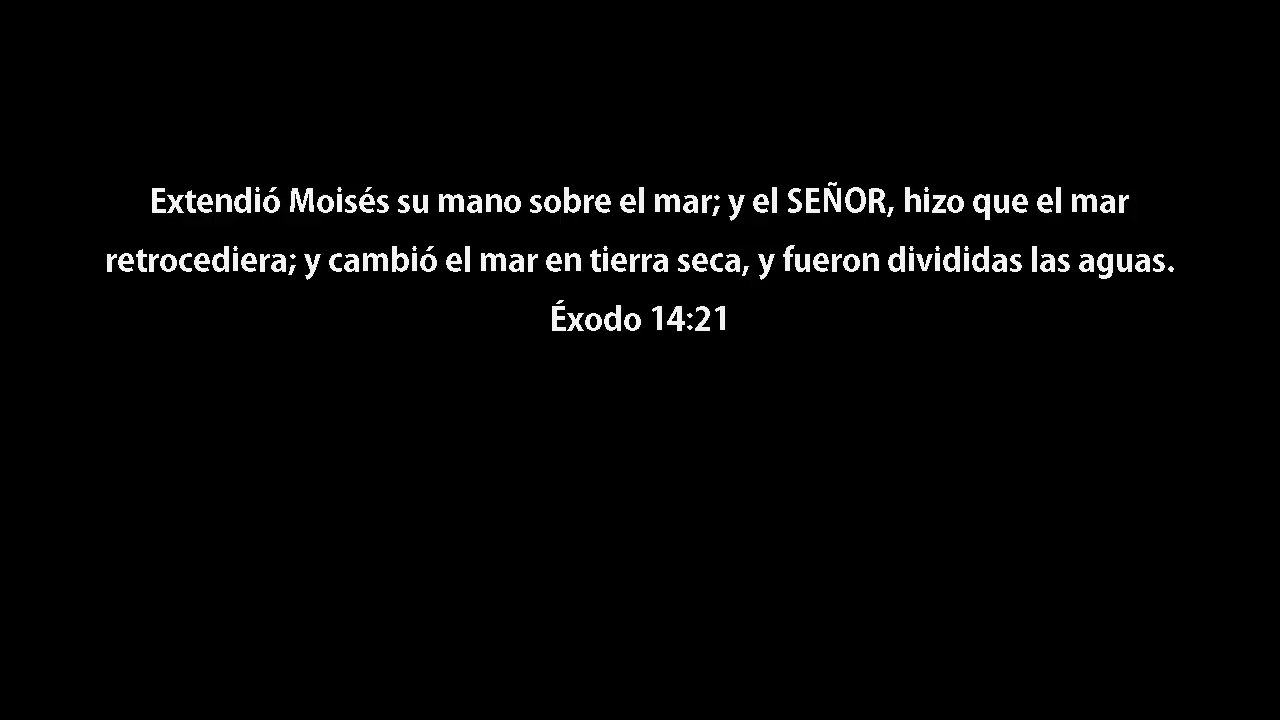 Extendió Moisés su mano sobre el mar; y el SEÑOR, hizo que el mar
retrocediera; y cambió el mar en tierra seca, y fueron divididas las aguas.
Éxodo 14:21